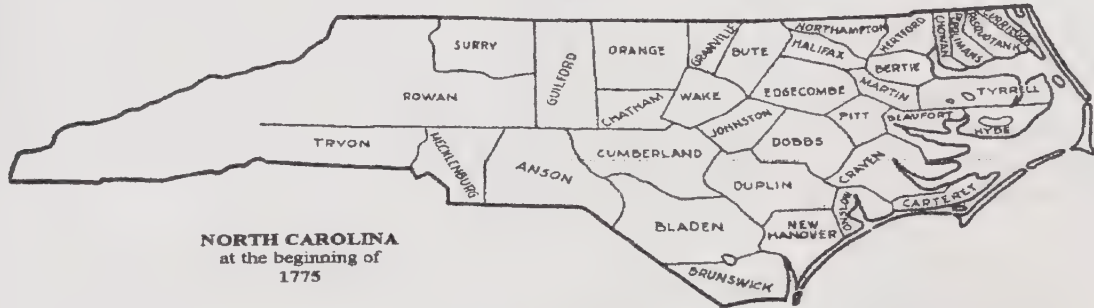 SURRY
ORANGE
GRANVILLE
BUTE
NORTHAMPTON
HALIFAX
HERTFORD
CHOWAN
PERQUIMANS
PASQUOTANK
CURRITUCK
BERTIE
GUILFORD
ROWAN
CHATHAM
WAKE
EDGECOMBE
MARTIN
TYRRELL
TRYON
MECKLENBURG
ANSON
CUMBERLAND
JOHNSTON
DOBBS
PITT
BEAUFORT
HYDE
CRAVEN
DUPLIN
BLADEN
NEW
HANOVER
ONSLOW
CARTERET
BRUNSWICK
NORTH CAROLINA
at the beginning of
1775